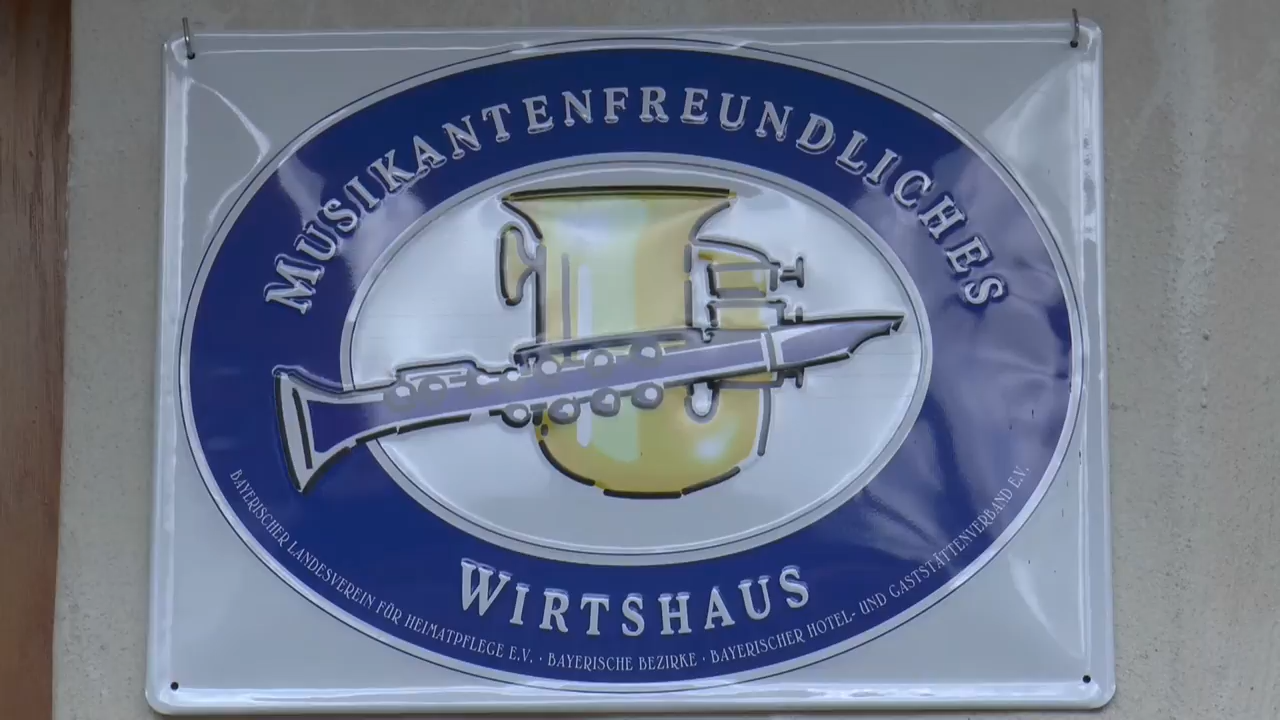 MUSIKANTENFREUNDLICHES
WIRTSHAUS
BAYERISCHER LANDESVEREIN FÜR HEIMATPFLEGE E.V. · BAYERISCHE BEZIRKE · BAYERISCHER HOTEL- UND GASTSTÄTTENVERBAND E.V.